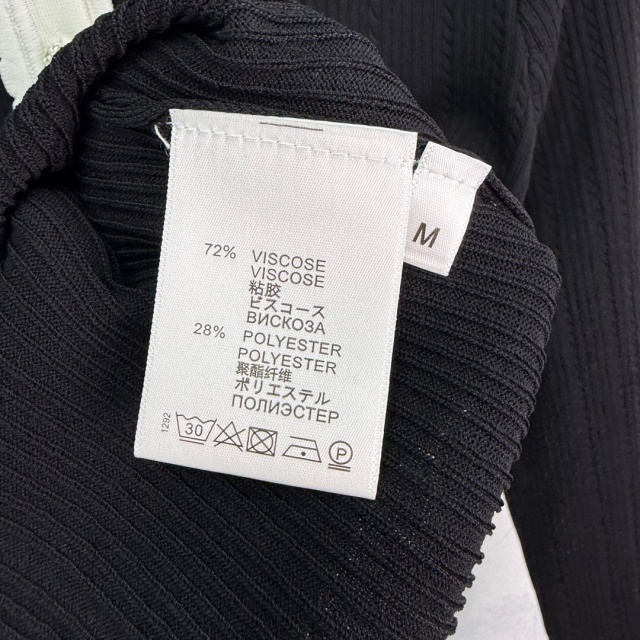 72% VISCOSE
VISCOSE
粘胶
ビスコース
ВИСКОЗА
28% POLYESTER
POLYESTER
聚酯纤维
ポリエステル
ПОЛИЭСТЕР
1292
30
P
M